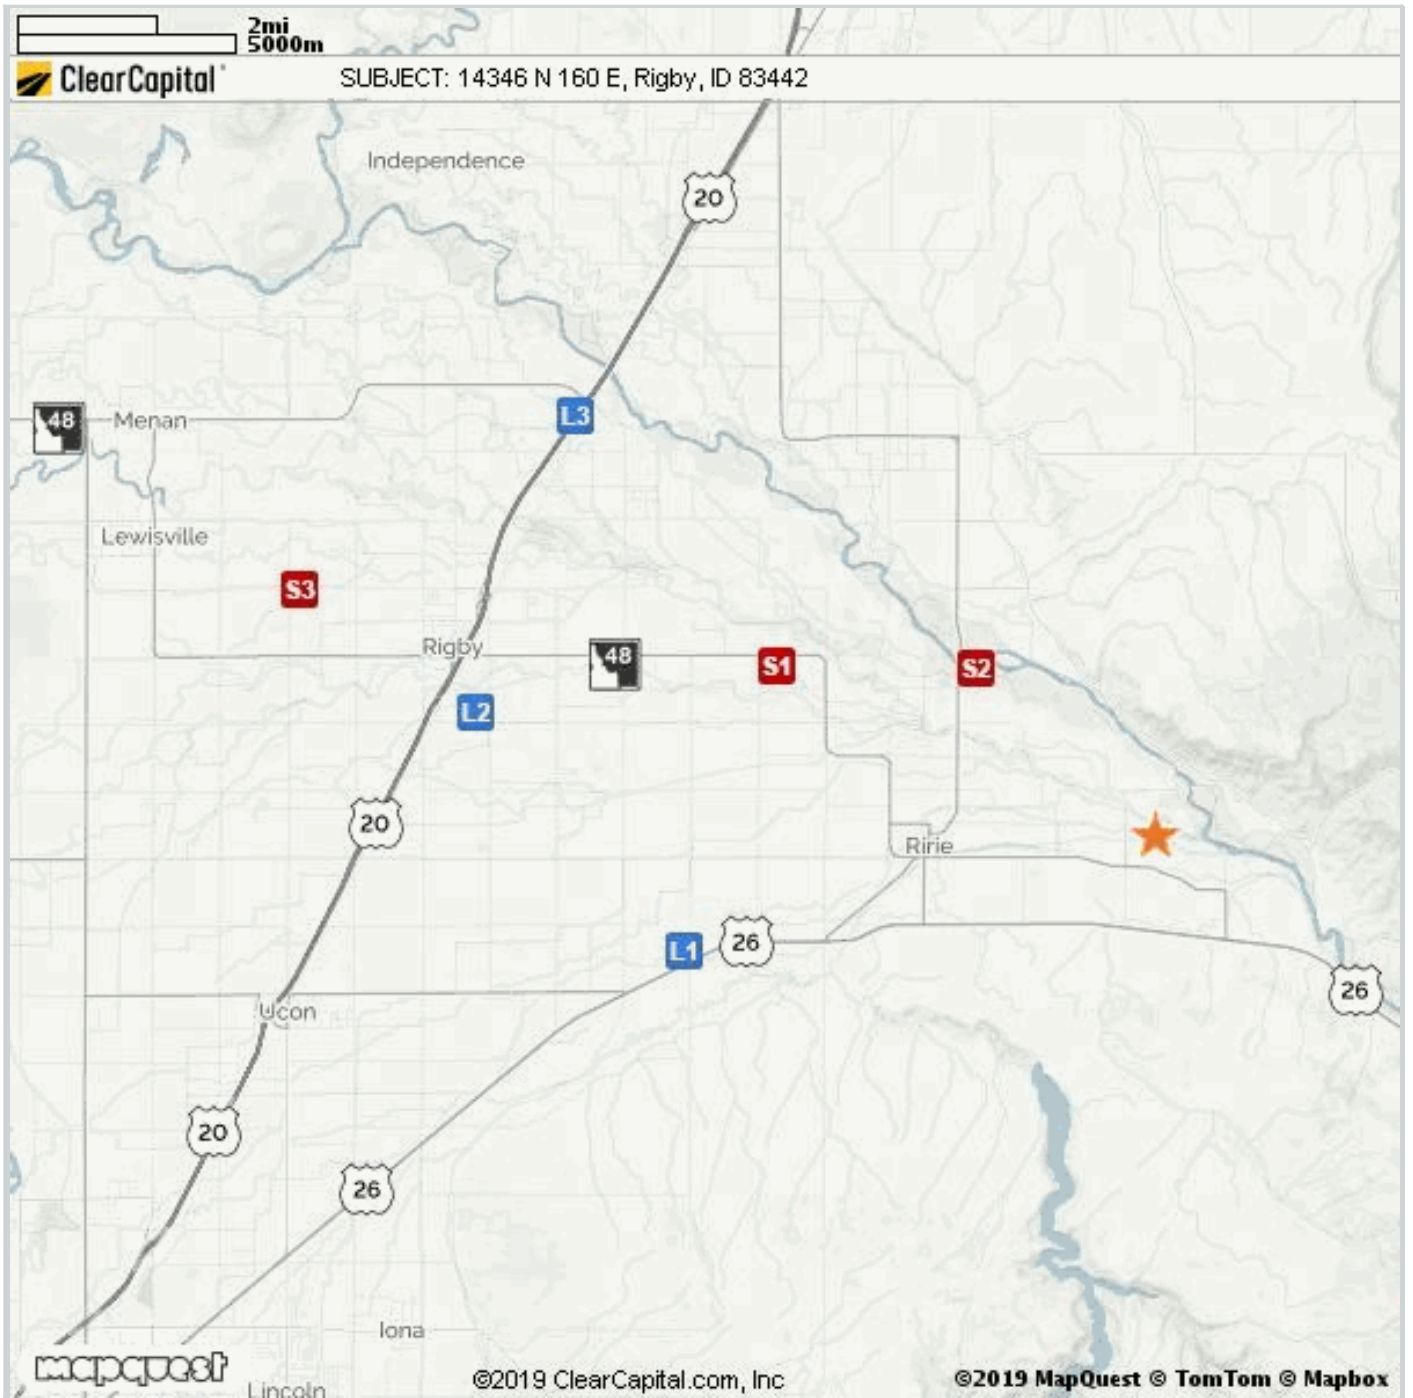 2mi
5000m
ClearCapital
SUBJECT: 14346 N 160 E, Rigby, ID 83442
Independence
20
48
Menan
L3
Lewisville
S3
Rigby
48
S1
S2
L2
20
Ririe
L1
26
26
Ucon
20
26
Iona
mapquest
©2019 ClearCapital.com, Inc
©2019 MapQuest © TomTom © Mapbox
Lincoln